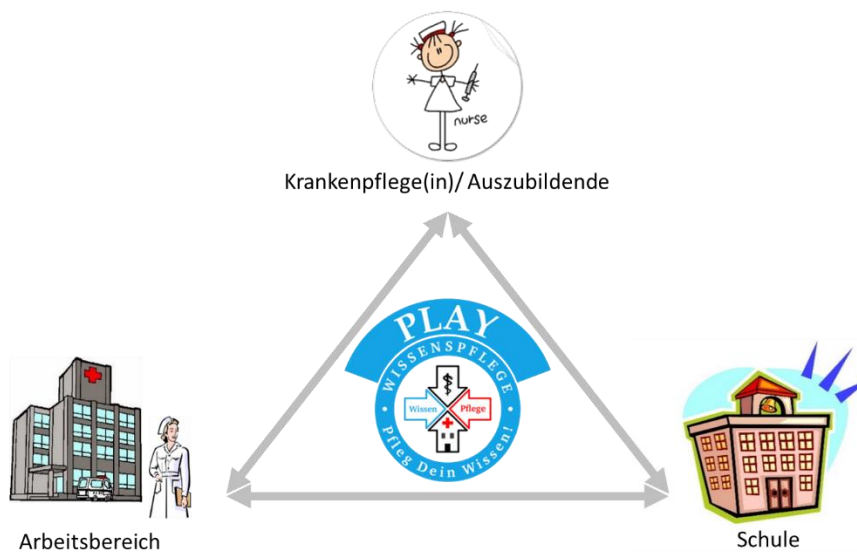 nurse
Krankenpflege(in)/ Auszubildende
PLAY
· WISSENSPFLEGE ·
Wissen
Pflege
Pfleg Dein Wissen!
Arbeitsbereich
Schule